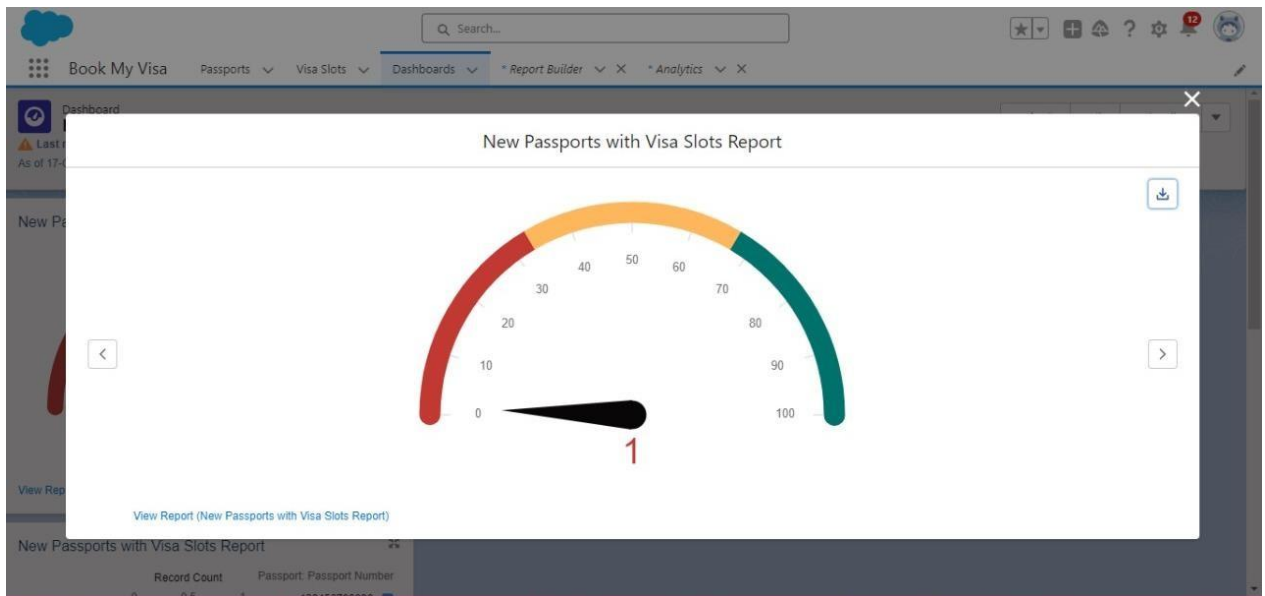 Search...
12
Book My Visa Passports Visa Slots Dashboards * Report Builder * Analytics
Dashboard
Last
As of 17-
New Passports with Visa Slots Report
New Pa
0
10
20
30
40
50
60
70
80
90
100
1
View Rep
View Report (New Passports with Visa Slots Report)
New Passports with Visa Slots Report
Record Count Passport: Passport Number